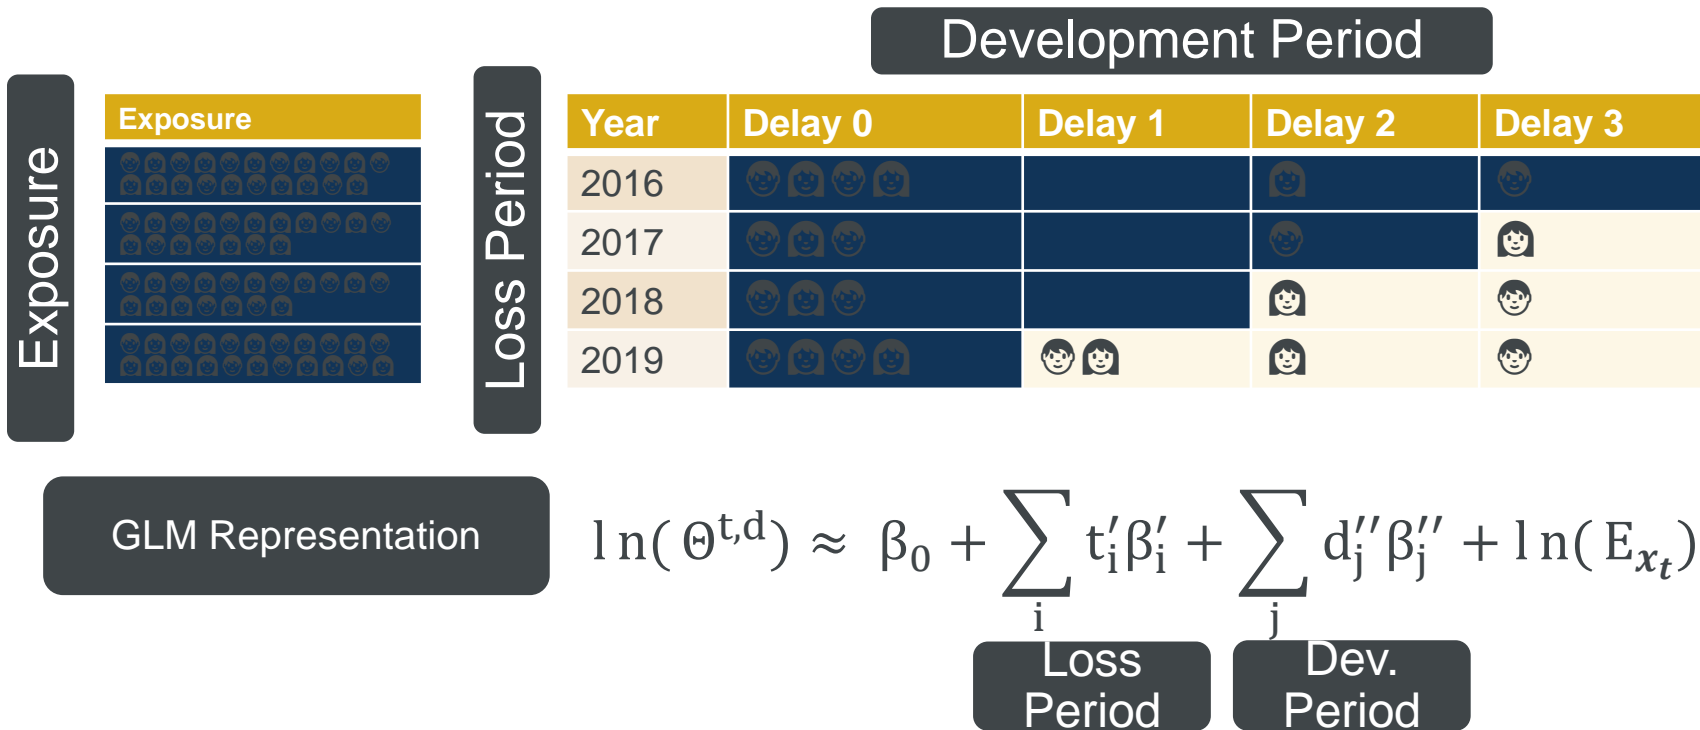 Development Period
Exposure
Exposure
Loss Period
Year Delay 0 Delay 1 Delay 2 Delay 3
2016
2017
2018
2019
GLM Representation
ln( Θ^{t,d}) ≈ β_0 + ∑_i t′_i β′_i + ∑_j d″_j β″_j + ln( E_{x_t})
Loss
Period
Dev.
Period